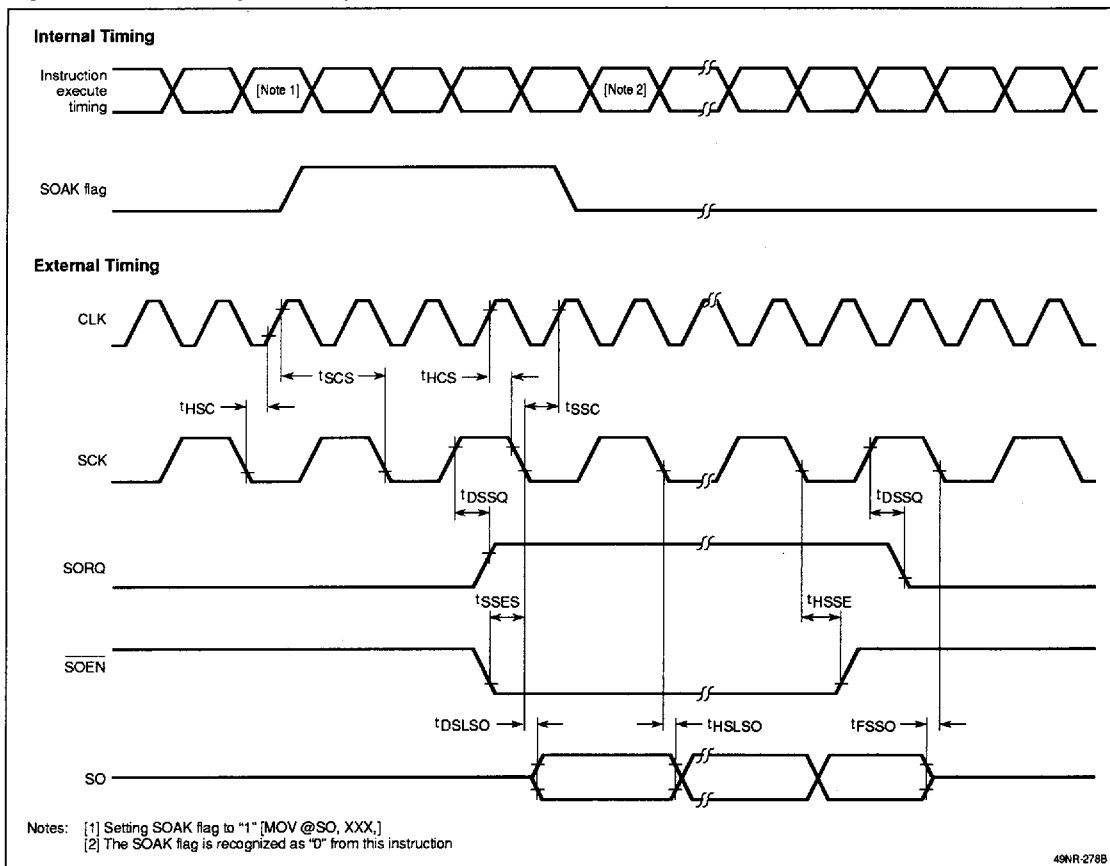 Internal Timing
Instruction
execute
timing
[Note 1]
[Note 2]
SOAK flag
External Timing
CLK
tSCS
tHCS
tHSC
tSSC
SCK
tDSSQ
tDSSQ
SORQ
tSSES
tHSSE
SOEN
tDSLSO
tHSLSO
tFSSO
SO
Notes: [1] Setting SOAK flag to "1" [MOV @SO, XXX,]
[2] The SOAK flag is recognized as "0" from this instruction
49NR-278B